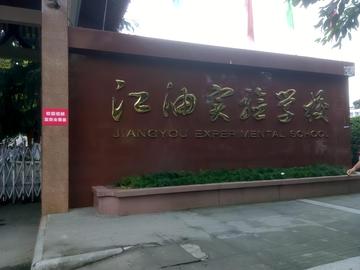 江油实验学校
JIANGYOU EXPERIMENTAL SCHOOL